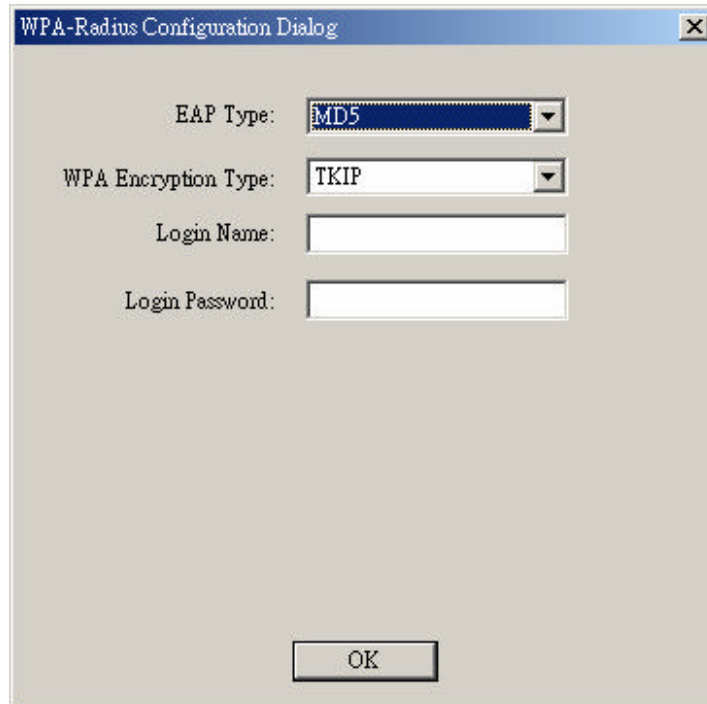 WPA-Radius Configuration Dialog
EAP Type: MD5
WPA Encryption Type: TKIP
Login Name:
Login Password:
OK